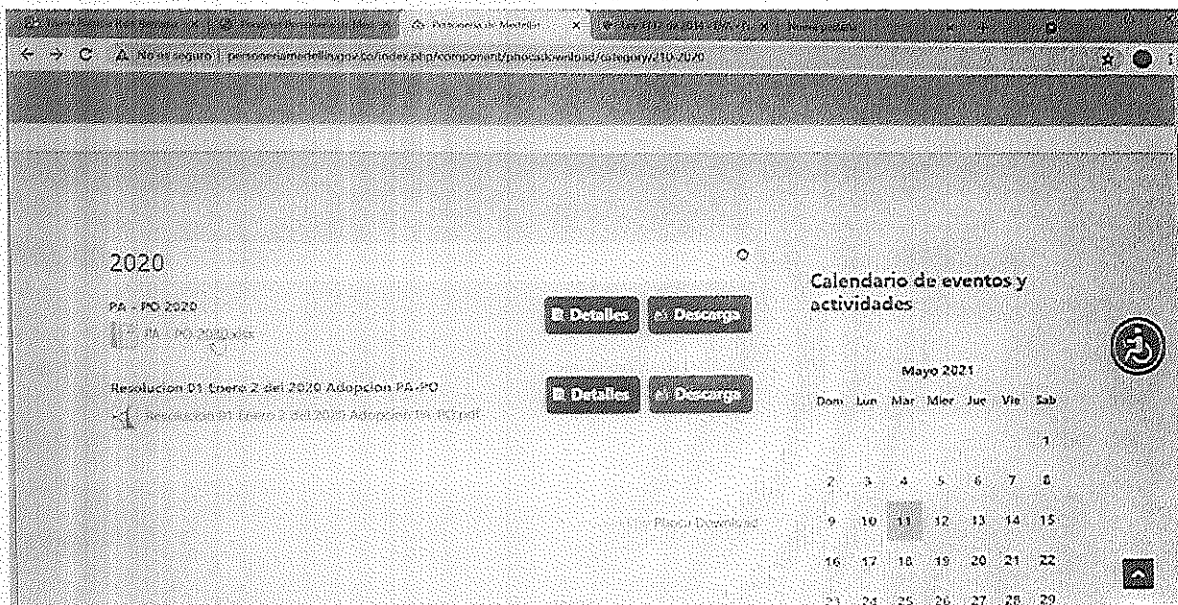 Personería de Medellín
No es seguro | personeriamedellin.gov.co/index.php/component/phocadownload/category/210-2020
2020
PA - PO 2020
Detalles Descarga
PA - PO 2020
Resolucion 01 Enero 2 del 2020 Adopcion PA-PO
Detalles Descarga
Resolucion 01 Enero 2 del 2020 Adopcion PA-PO.pdf
Phoca Download
Calendario de eventos y
actividades
Mayo 2021
Dom Lun Mar Mier Jue Vie Sab
1
2 3 4 5 6 7 8
9 10 11 12 13 14 15
16 17 18 19 20 21 22
23 24 25 26 27 28 29